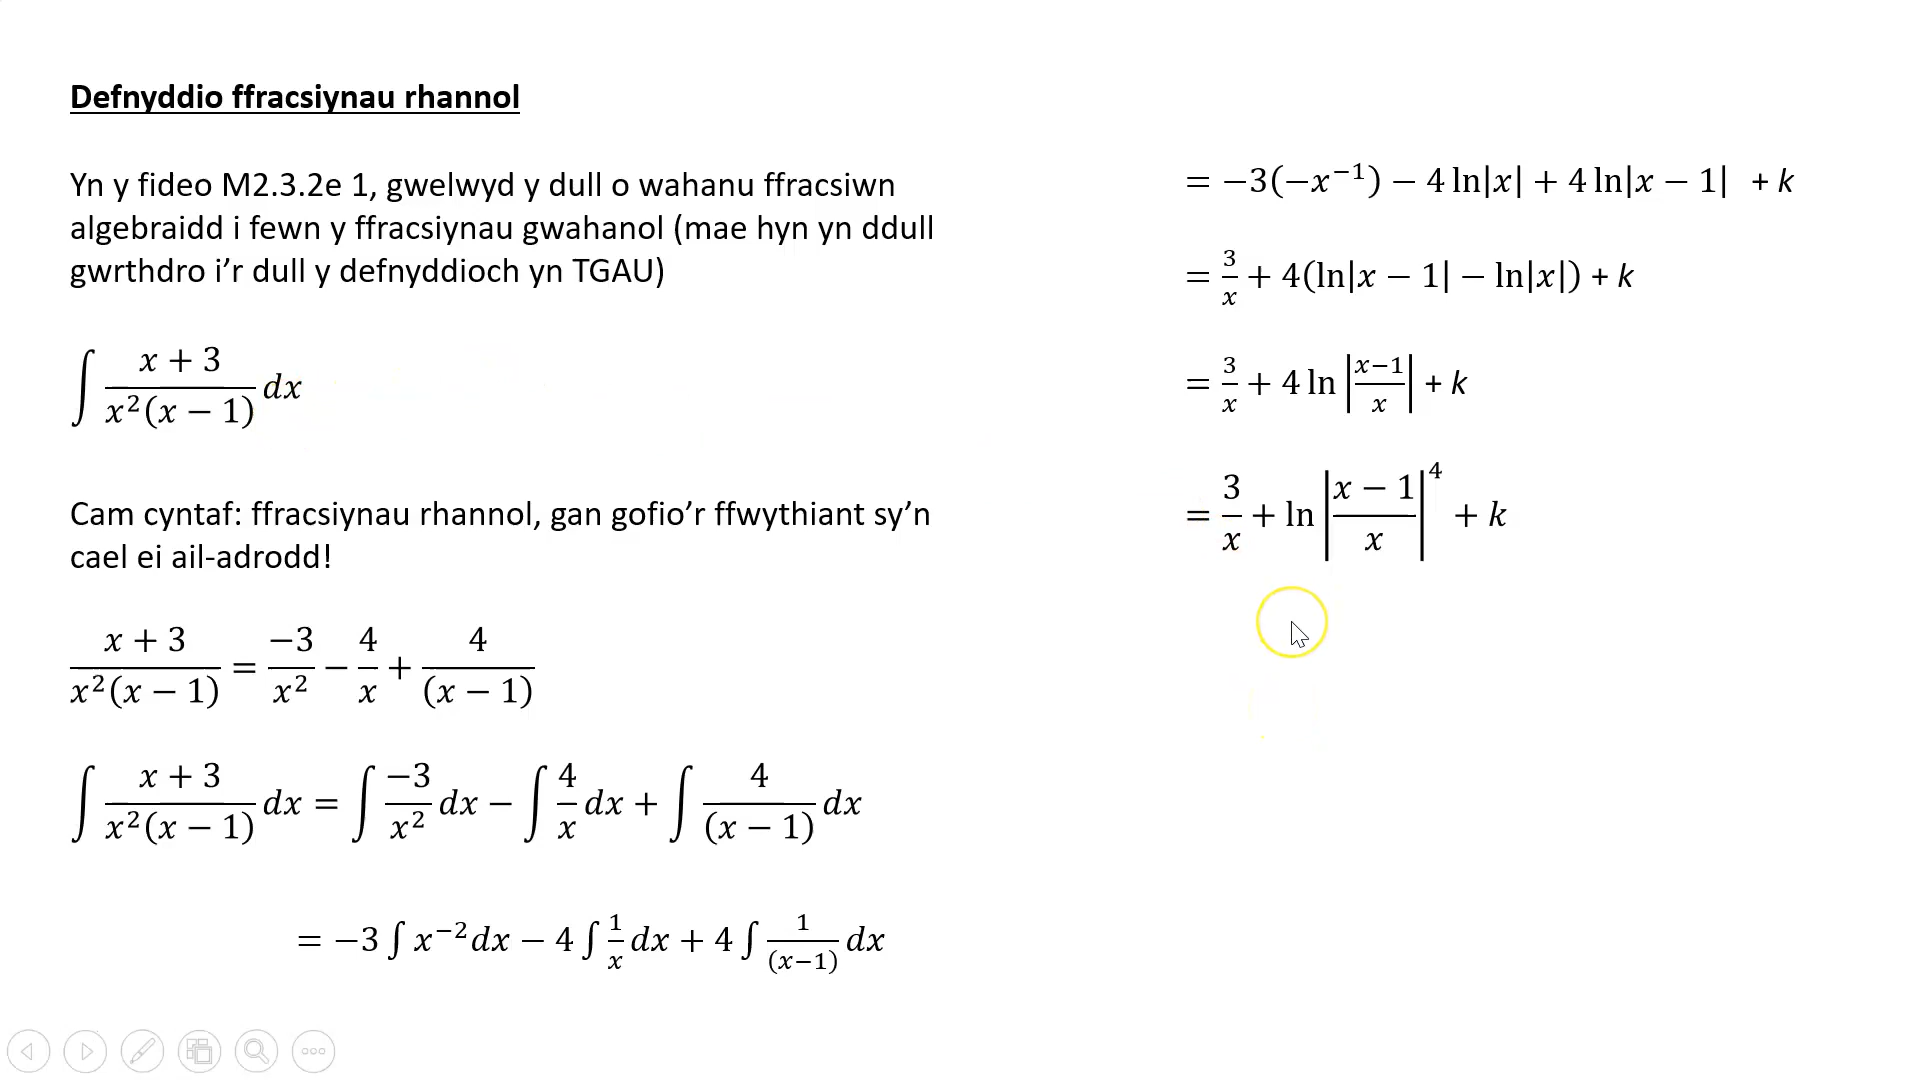 Defnyddio ffracsiynau rhannol
Yn y fideo M2.3.2e 1, gwelwyd y dull o wahanu ffracsiwn
algebraidd i fewn y ffracsiynau gwahanol (mae hyn yn ddull
gwrthdro i’r dull y defnyddioch yn TGAU)
∫ (x + 3)/(x²(x − 1)) dx
Cam cyntaf: ffracsiynau rhannol, gan gofio’r ffwythiant sy’n
cael ei ail-adrodd!
(x + 3)/(x²(x − 1)) = −3/x² − 4/x + 4/(x − 1)
∫ (x + 3)/(x²(x − 1)) dx = ∫ −3/x² dx − ∫ 4/x dx + ∫ 4/(x − 1) dx
= −3 ∫ x⁻² dx − 4 ∫ 1/x dx + 4 ∫ 1/(x−1) dx
= −3(−x⁻¹) − 4 ln|x| + 4 ln|x − 1| + k
= 3/x + 4(ln|x − 1| − ln|x|) + k
= 3/x + 4 ln |(x−1)/x| + k
= 3/x + ln |(x − 1)/x|⁴ + k